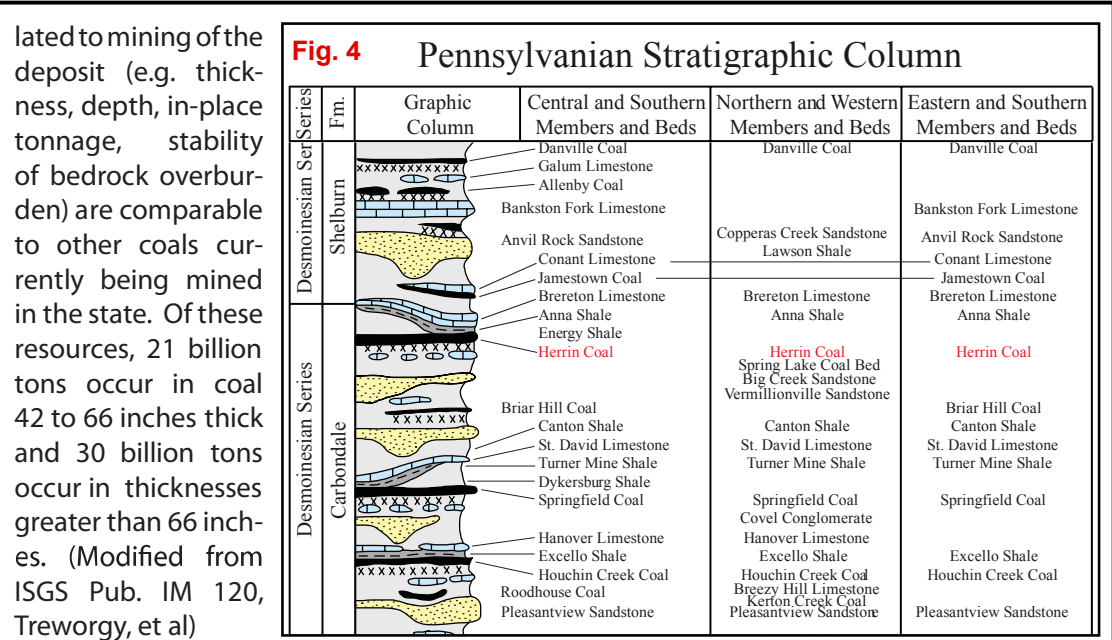 lated to mining of the
deposit (e.g. thick-
ness, depth, in-place
tonnage, stability
of bedrock overbur-
den) are comparable
to other coals cur-
rently being mined
in the state. Of these
resources, 21 billion
tons occur in coal
42 to 66 inches thick
and 30 billion tons
occur in thicknesses
greater than 66 inch-
es. (Modified from
ISGS Pub. IM 120,
Treworgy, et al)
Fig. 4 Pennsylvanian Stratigraphic Column
Series
Fm.
Graphic
Column
Central and Southern
Members and Beds
Northern and Western
Members and Beds
Eastern and Southern
Members and Beds
Desmoinesian Ser
Shelburn
Desmoinesian Series
Carbondale
Danville Coal
Galum Limestone
Allenby Coal
Bankston Fork Limestone
Anvil Rock Sandstone
Conant Limestone
Jamestown Coal
Brereton Limestone
Anna Shale
Energy Shale
Herrin Coal
Briar Hill Coal
Canton Shale
St. David Limestone
Turner Mine Shale
Dykersburg Shale
Springfield Coal
Hanover Limestone
Excello Shale
Houchin Creek Coal
Roodhouse Coal
Pleasantview Sandstone
Danville Coal
Copperas Creek Sandstone
Lawson Shale
Brereton Limestone
Anna Shale
Herrin Coal
Spring Lake Coal Bed
Big Creek Sandstone
Vermillionville Sandstone
Canton Shale
St. David Limestone
Turner Mine Shale
Springfield Coal
Covel Conglomerate
Hanover Limestone
Excello Shale
Houchin Creek Coal
Breezy Hill Limestone
Kerton Creek Coal
Pleasantview Sandstone
Danville Coal
Bankston Fork Limestone
Anvil Rock Sandstone
Conant Limestone
Jamestown Coal
Brereton Limestone
Anna Shale
Herrin Coal
Briar Hill Coal
Canton Shale
St. David Limestone
Turner Mine Shale
Springfield Coal
Excello Shale
Houchin Creek Coal
Pleasantview Sandstone